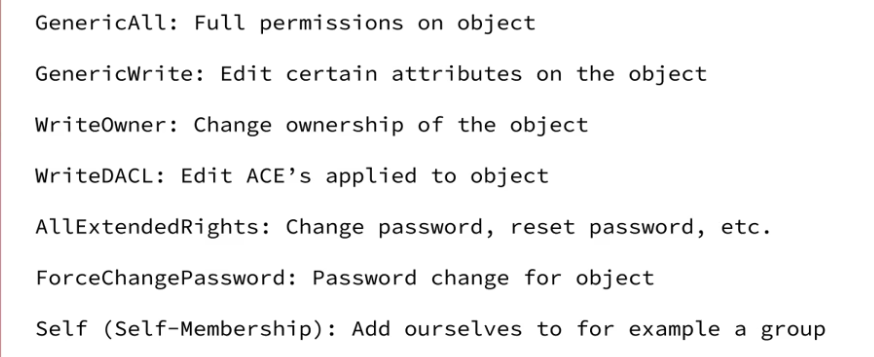 GenericAll: Full permissions on object
GenericWrite: Edit certain attributes on the object
WriteOwner: Change ownership of the object
WriteDACL: Edit ACE’s applied to object
AllExtendedRights: Change password, reset password, etc.
ForceChangePassword: Password change for object
Self (Self-Membership): Add ourselves to for example a group